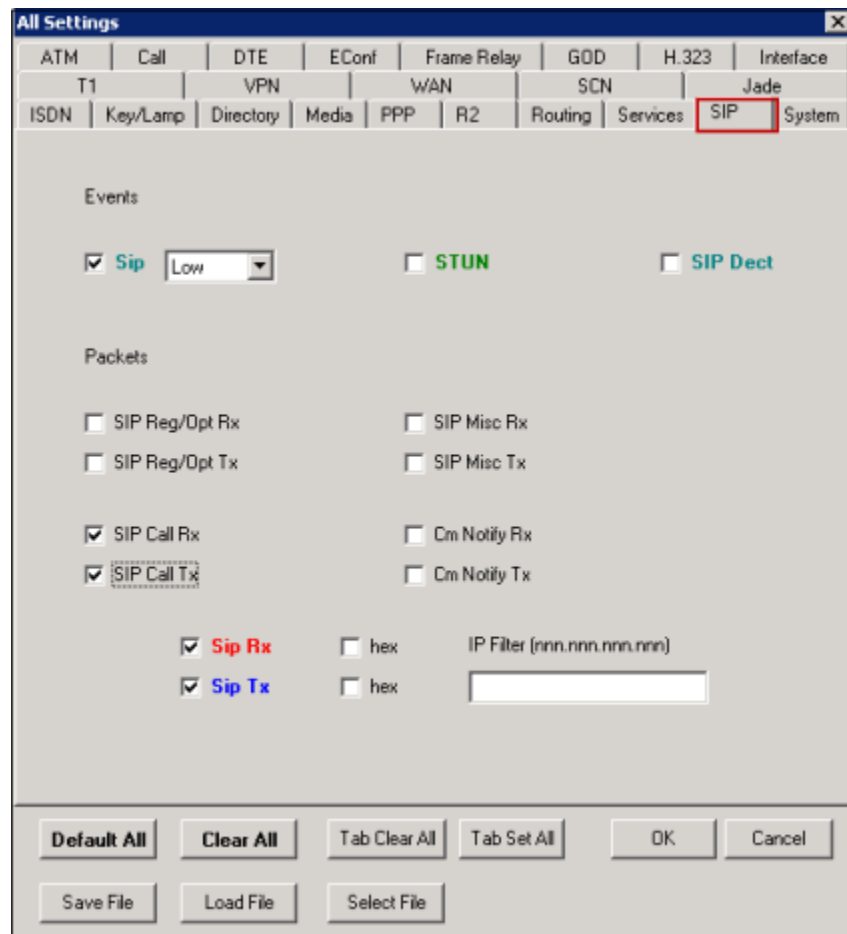 All Settings
ATM Call DTE EConf Frame Relay GOD H.323 Interface
T1 VPN WAN SCN Jade
ISDN Key/Lamp Directory Media PPP R2 Routing Services SIP System
Events
Sip Low STUN SIP Dect
Packets
SIP Reg/Opt Rx SIP Misc Rx
SIP Reg/Opt Tx SIP Misc Tx
SIP Call Rx Cm Notify Rx
SIP Call Tx Cm Notify Tx
Sip Rx hex IP Filter (nnn.nnn.nnn.nnn)
Sip Tx hex
Default All Clear All Tab Clear All Tab Set All OK Cancel
Save File Load File Select File